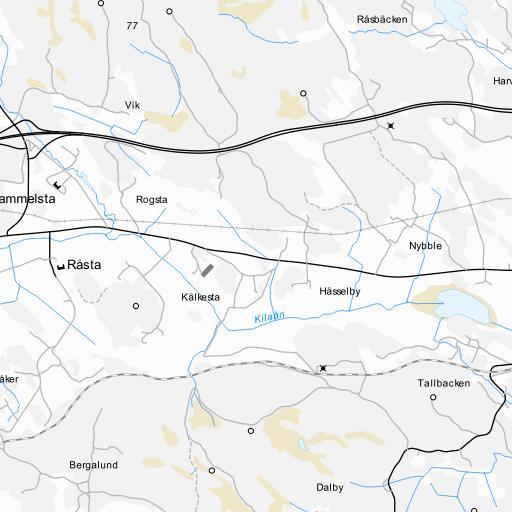 Råsbäcken
77
Harv
Vik
ammelsta
Rogsta
Nybble
Råsta
Kälkesta
Hässelby
Kilaån
åker
Tallbacken
Bergalund
Dalby